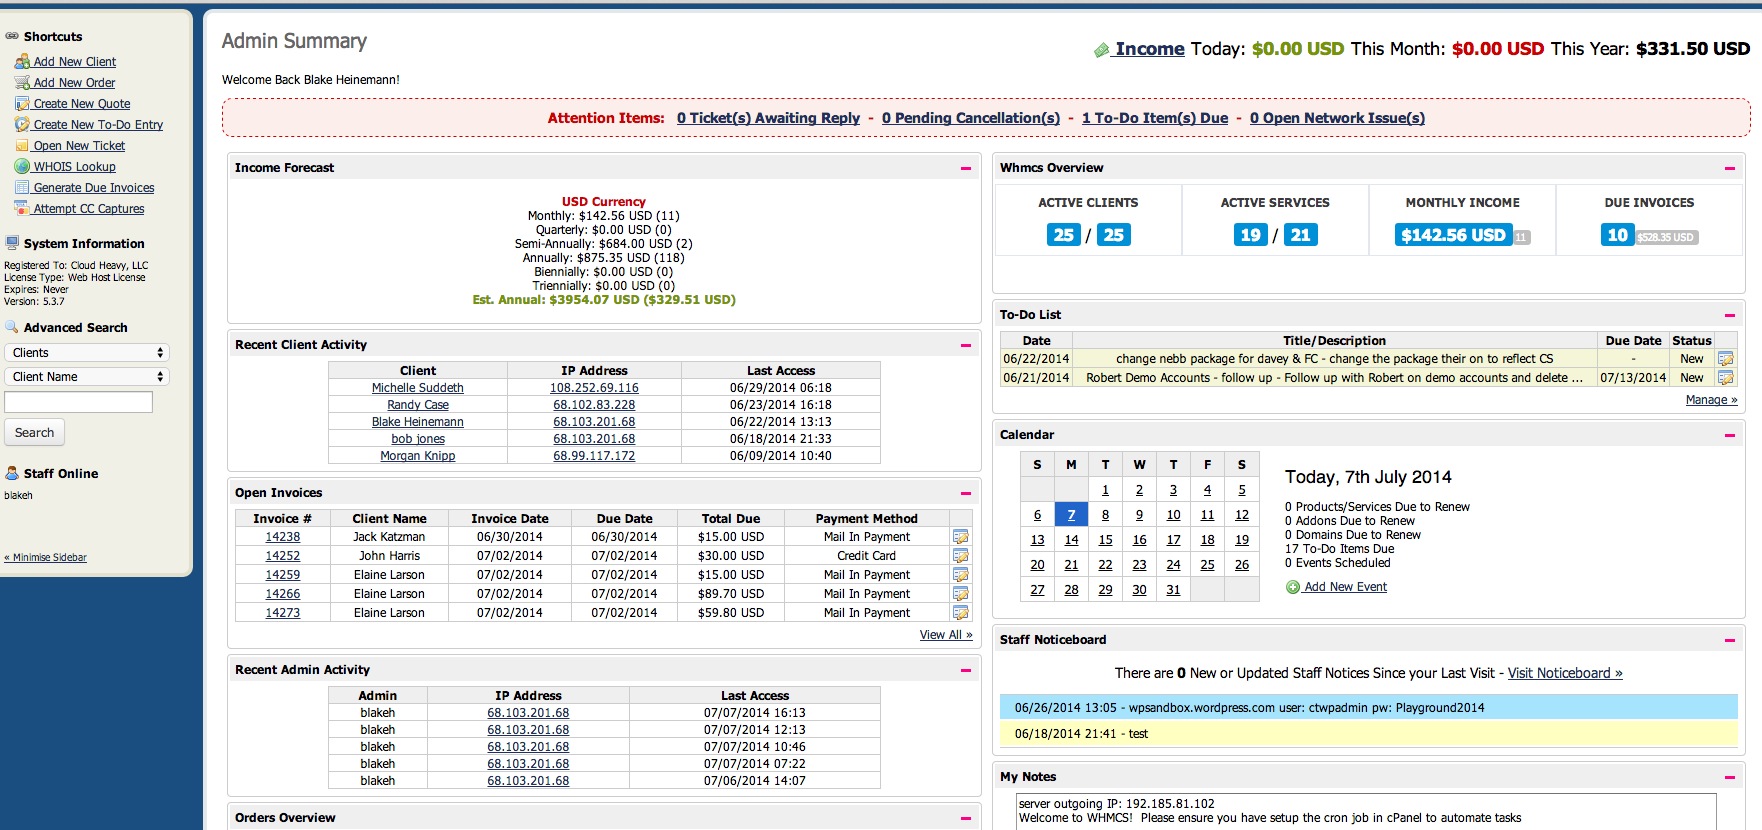 Shortcuts
Add New Client
Add New Order
Create New Quote
Create New To-Do Entry
Open New Ticket
WHOIS Lookup
Generate Due Invoices
Attempt CC Captures
System Information
Registered To: Cloud Heavy, LLC
License Type: Web Host License
Expires: Never
Version: 5.3.7
Advanced Search
Clients
Client Name
Search
Staff Online
blakeh
« Minimise Sidebar
Admin Summary
Income Today: $0.00 USD This Month: $0.00 USD This Year: $331.50 USD
Welcome Back Blake Heinemann!
Attention Items: 0 Ticket(s) Awaiting Reply - 0 Pending Cancellation(s) - 1 To-Do Item(s) Due - 0 Open Network Issue(s)
Income Forecast
USD Currency
Monthly: $142.56 USD (11)
Quarterly: $0.00 USD (0)
Semi-Annually: $684.00 USD (2)
Annually: $875.35 USD (118)
Biennially: $0.00 USD (0)
Triennially: $0.00 USD (0)
Est. Annual: $3954.07 USD ($329.51 USD)
Recent Client Activity
Client IP Address Last Access
Michelle Suddeth 108.252.69.116 06/29/2014 06:18
Randy Case 68.102.83.228 06/23/2014 16:18
Blake Heinemann 68.103.201.68 06/22/2014 13:13
bob jones 68.103.201.68 06/18/2014 21:33
Morgan Knipp 68.99.117.172 06/09/2014 10:40
Open Invoices
Invoice # Client Name Invoice Date Due Date Total Due Payment Method
14238 Jack Katzman 06/30/2014 06/30/2014 $15.00 USD Mail In Payment
14252 John Harris 07/02/2014 07/02/2014 $30.00 USD Credit Card
14259 Elaine Larson 07/02/2014 07/02/2014 $15.00 USD Mail In Payment
14266 Elaine Larson 07/02/2014 07/02/2014 $89.70 USD Mail In Payment
14273 Elaine Larson 07/02/2014 07/02/2014 $59.80 USD Mail In Payment
View All »
Recent Admin Activity
Admin IP Address Last Access
blakeh 68.103.201.68 07/07/2014 16:13
blakeh 68.103.201.68 07/07/2014 12:13
blakeh 68.103.201.68 07/07/2014 10:46
blakeh 68.103.201.68 07/07/2014 07:22
blakeh 68.103.201.68 07/06/2014 14:07
Orders Overview
Whmcs Overview
ACTIVE CLIENTS ACTIVE SERVICES MONTHLY INCOME DUE INVOICES
25 / 25 19 / 21 $142.56 USD 11 10 $528.35 USD
To-Do List
Date Title/Description Due Date Status
06/22/2014 change nebb package for davey & FC - change the package their on to reflect CS - New
06/21/2014 Robert Demo Accounts - follow up - Follow up with Robert on demo accounts and delete ... 07/13/2014 New
Manage »
Calendar
S M T W T F S
1 2 3 4 5
6 7 8 9 10 11 12
13 14 15 16 17 18 19
20 21 22 23 24 25 26
27 28 29 30 31
Today, 7th July 2014
0 Products/Services Due to Renew
0 Addons Due to Renew
0 Domains Due to Renew
17 To-Do Items Due
0 Events Scheduled
Add New Event
Staff Noticeboard
There are 0 New or Updated Staff Notices Since your Last Visit - Visit Noticeboard »
06/26/2014 13:05 - wpsandbox.wordpress.com user: ctwpadmin pw: Playground2014
06/18/2014 21:41 - test
My Notes
server outgoing IP: 192.185.81.102
Welcome to WHMCS! Please ensure you have setup the cron job in cPanel to automate tasks